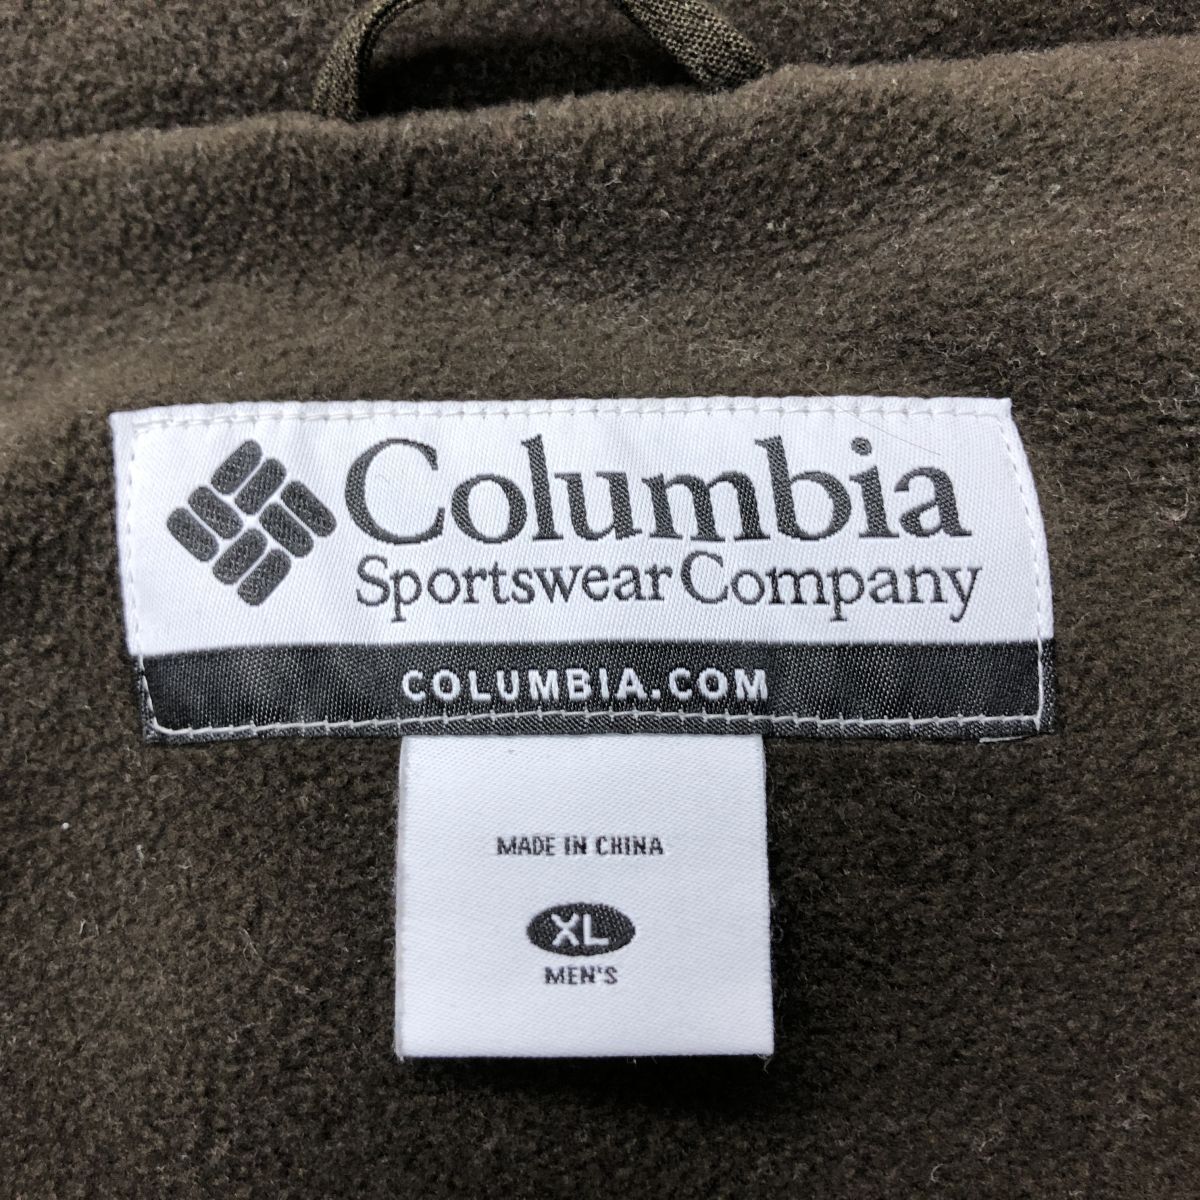 Columbia
Sportswear Company
COLUMBIA.COM
MADE IN CHINA
XL
MEN'S